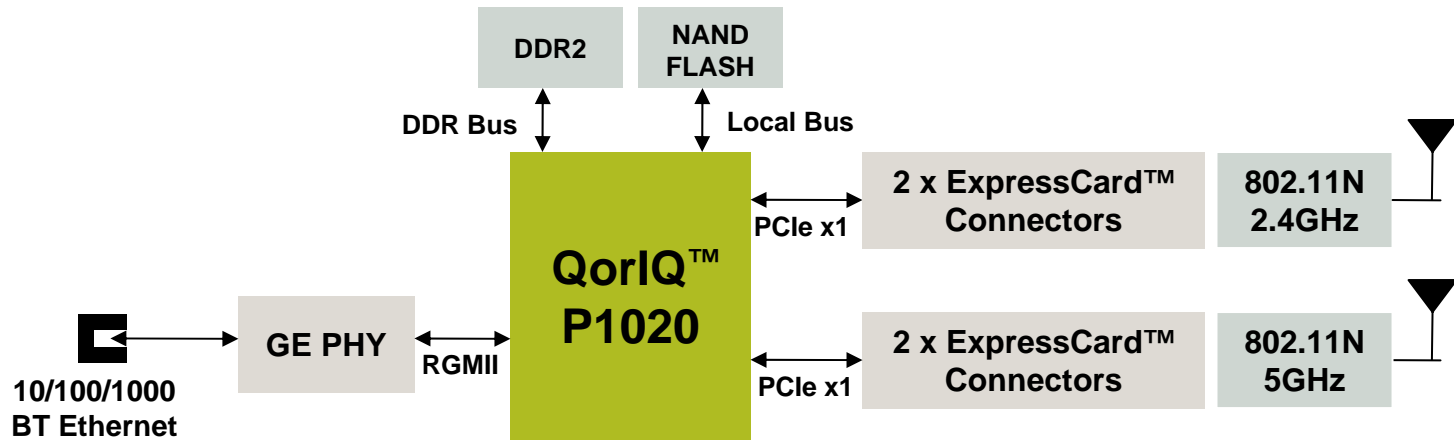 DDR2
NAND
FLASH
DDR Bus
Local Bus
QorIQ™
P1020
PCIe x1
2 x ExpressCard™
Connectors
802.11N
2.4GHz
10/100/1000
BT Ethernet
GE PHY
RGMII
PCIe x1
2 x ExpressCard™
Connectors
802.11N
5GHz